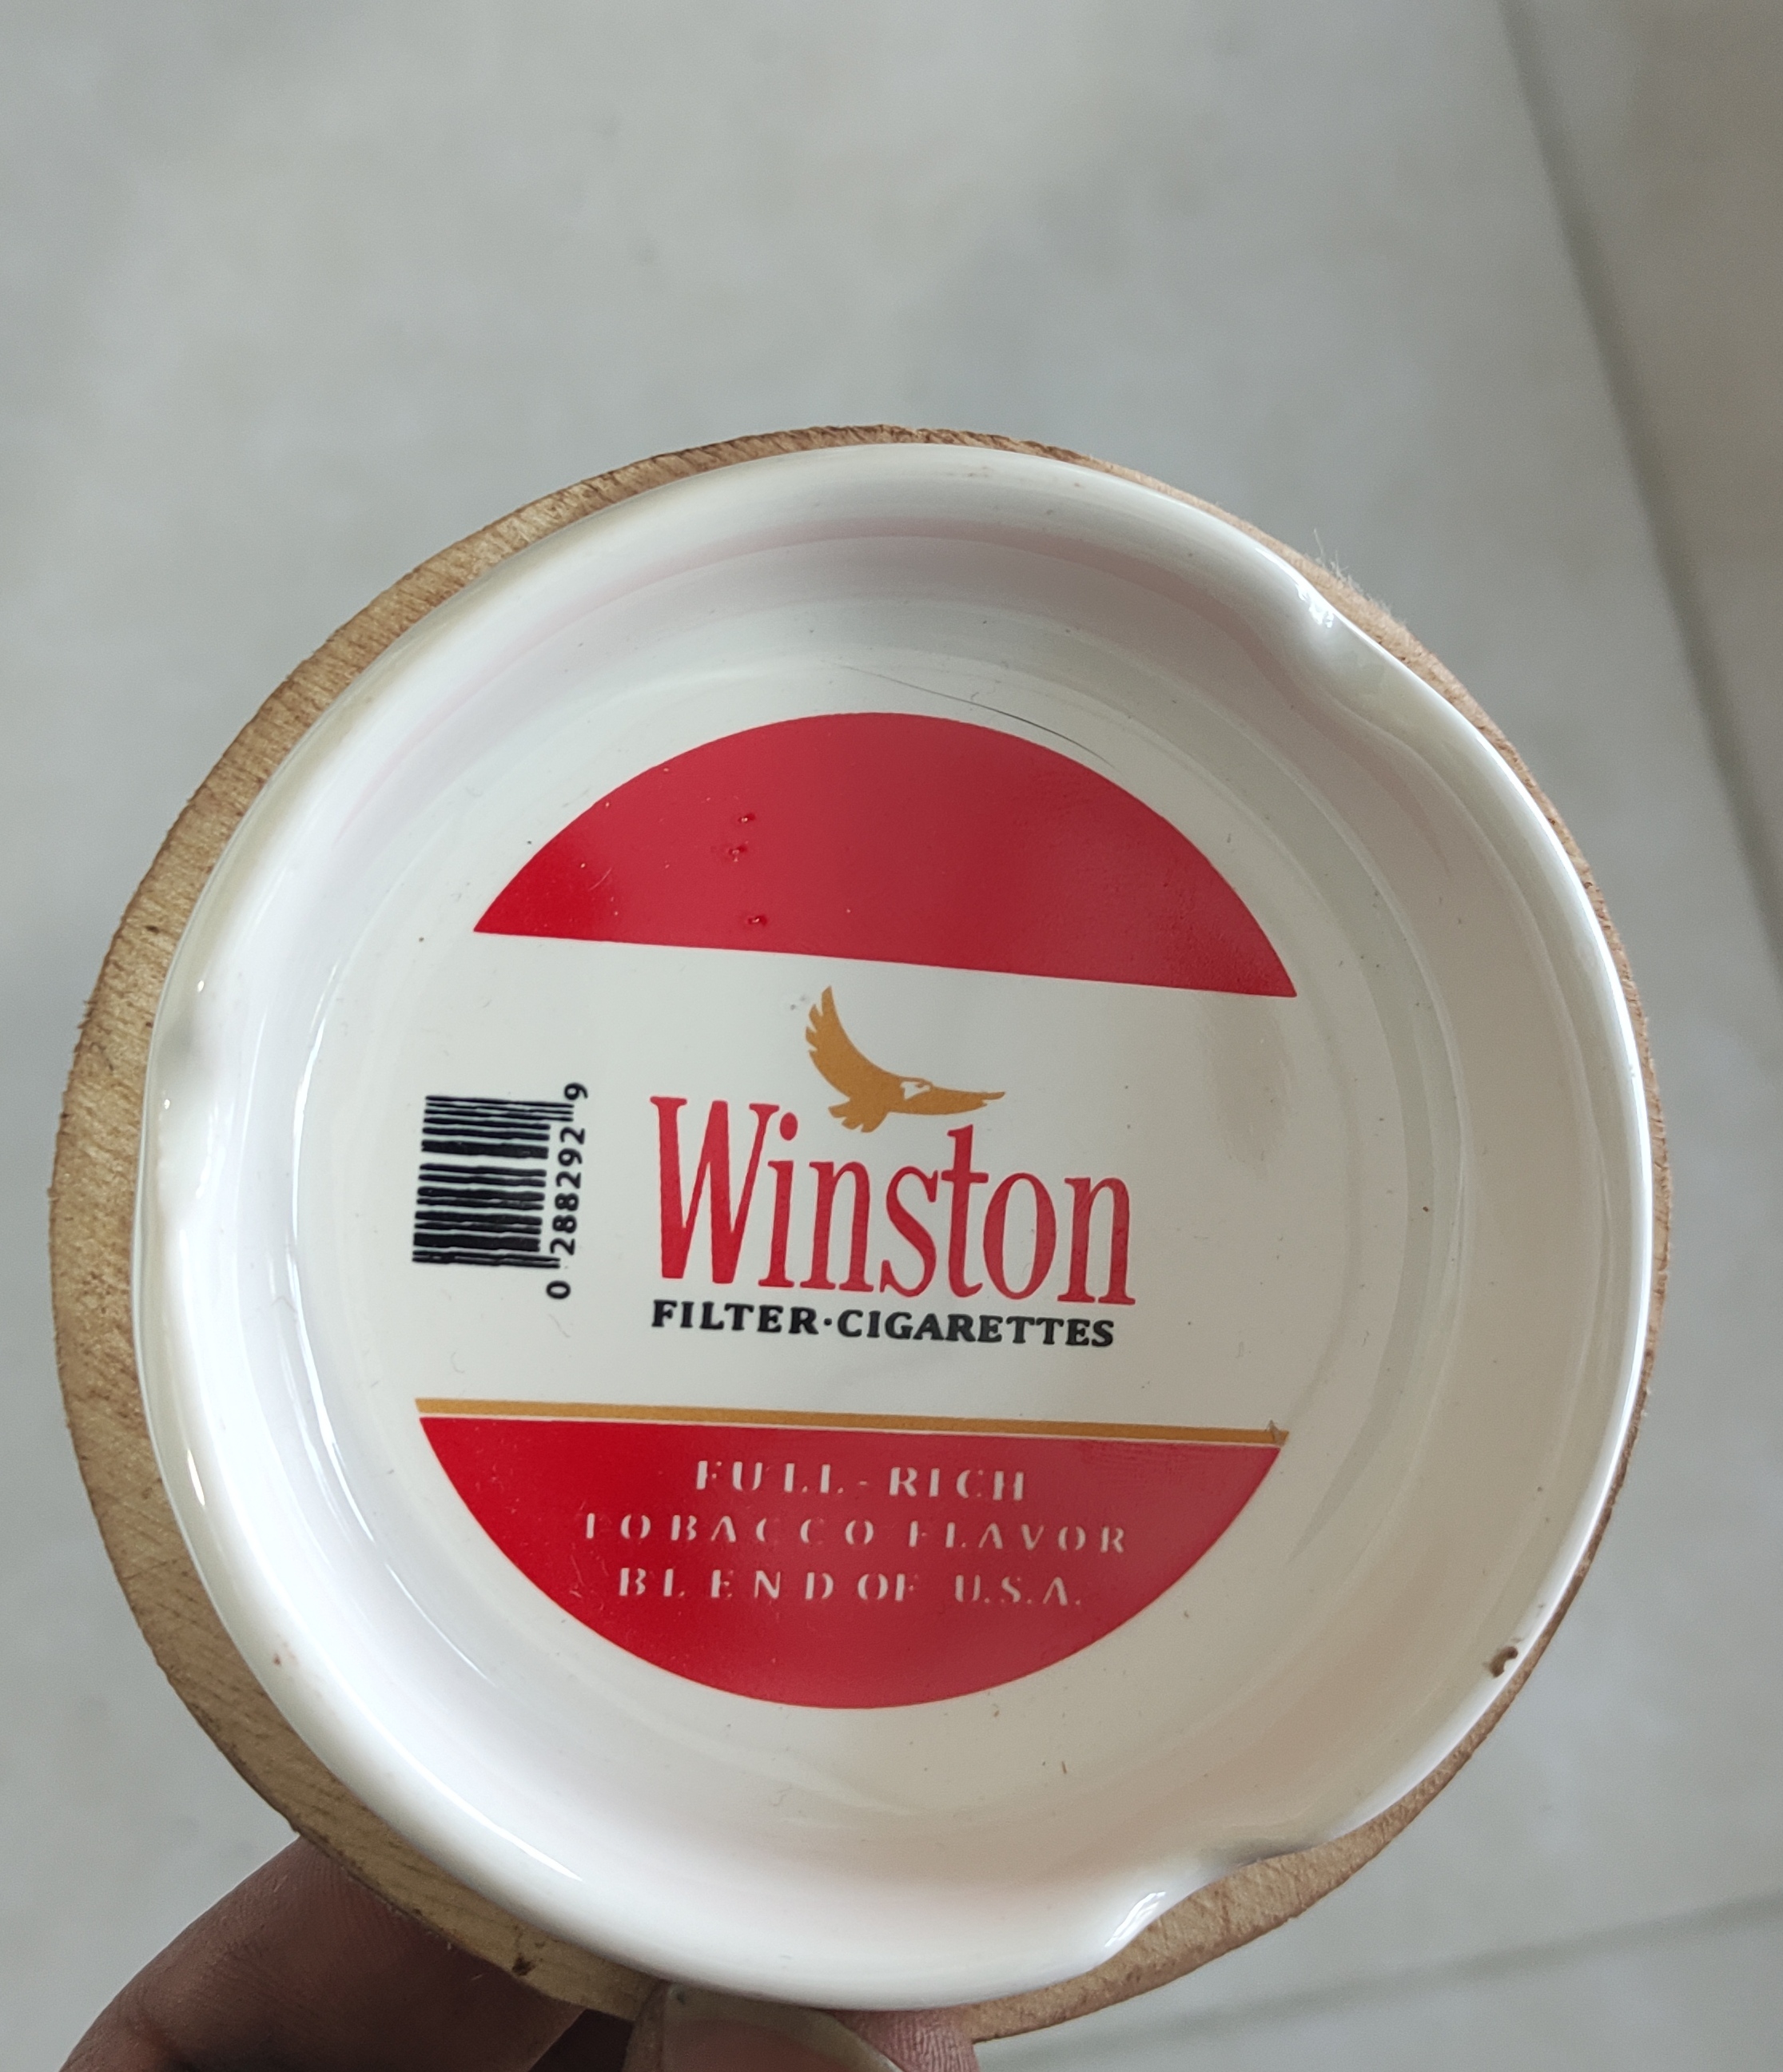 Winston
FILTER·CIGARETTES
0 288292 9
FULL-RICH
TOBACCO FLAVOR
BLEND OF U.S.A.